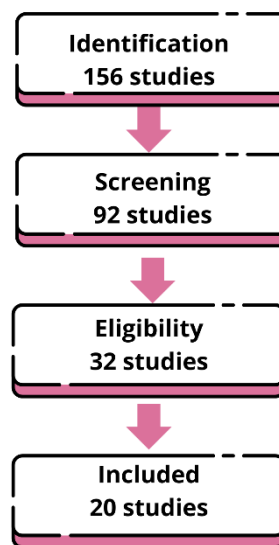 Identification
156 studies
Screening
92 studies
Eligibility
32 studies
Included
20 studies